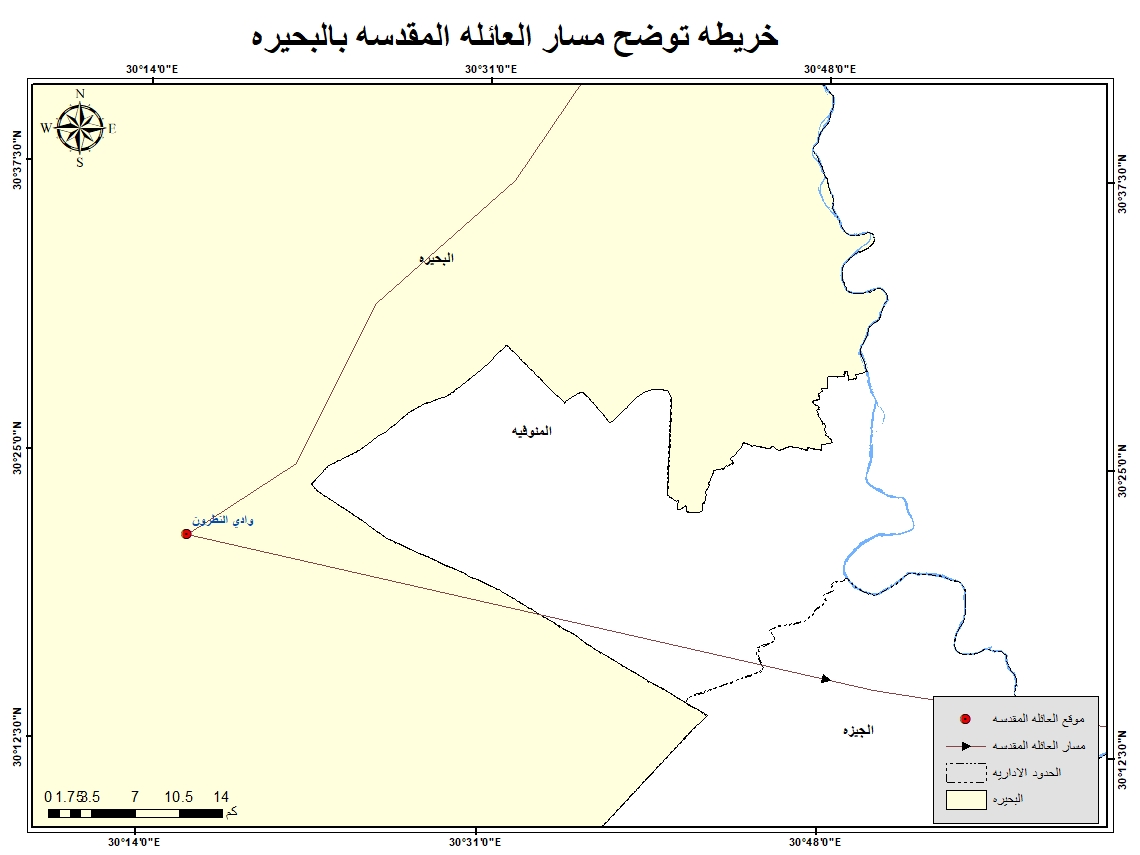 خريطه توضح مسار العائله المقدسه بالبحيره
30°14'0"E 30°31'0"E 30°48'0"E
N
W E
S
30°37'30"N 30°37'30"N
البحيره
المنوفيه
30°25'0"N 30°25'0"N
وادي النطرون
30°12'30"N 30°12'30"N
الجيزه
موقع العائله المقدسه
مسار العائله المقدسه
الحدود الاداريه
البحيره
0 1.75 3.5 7 10.5 14
كم
30°14'0"E 30°31'0"E 30°48'0"E